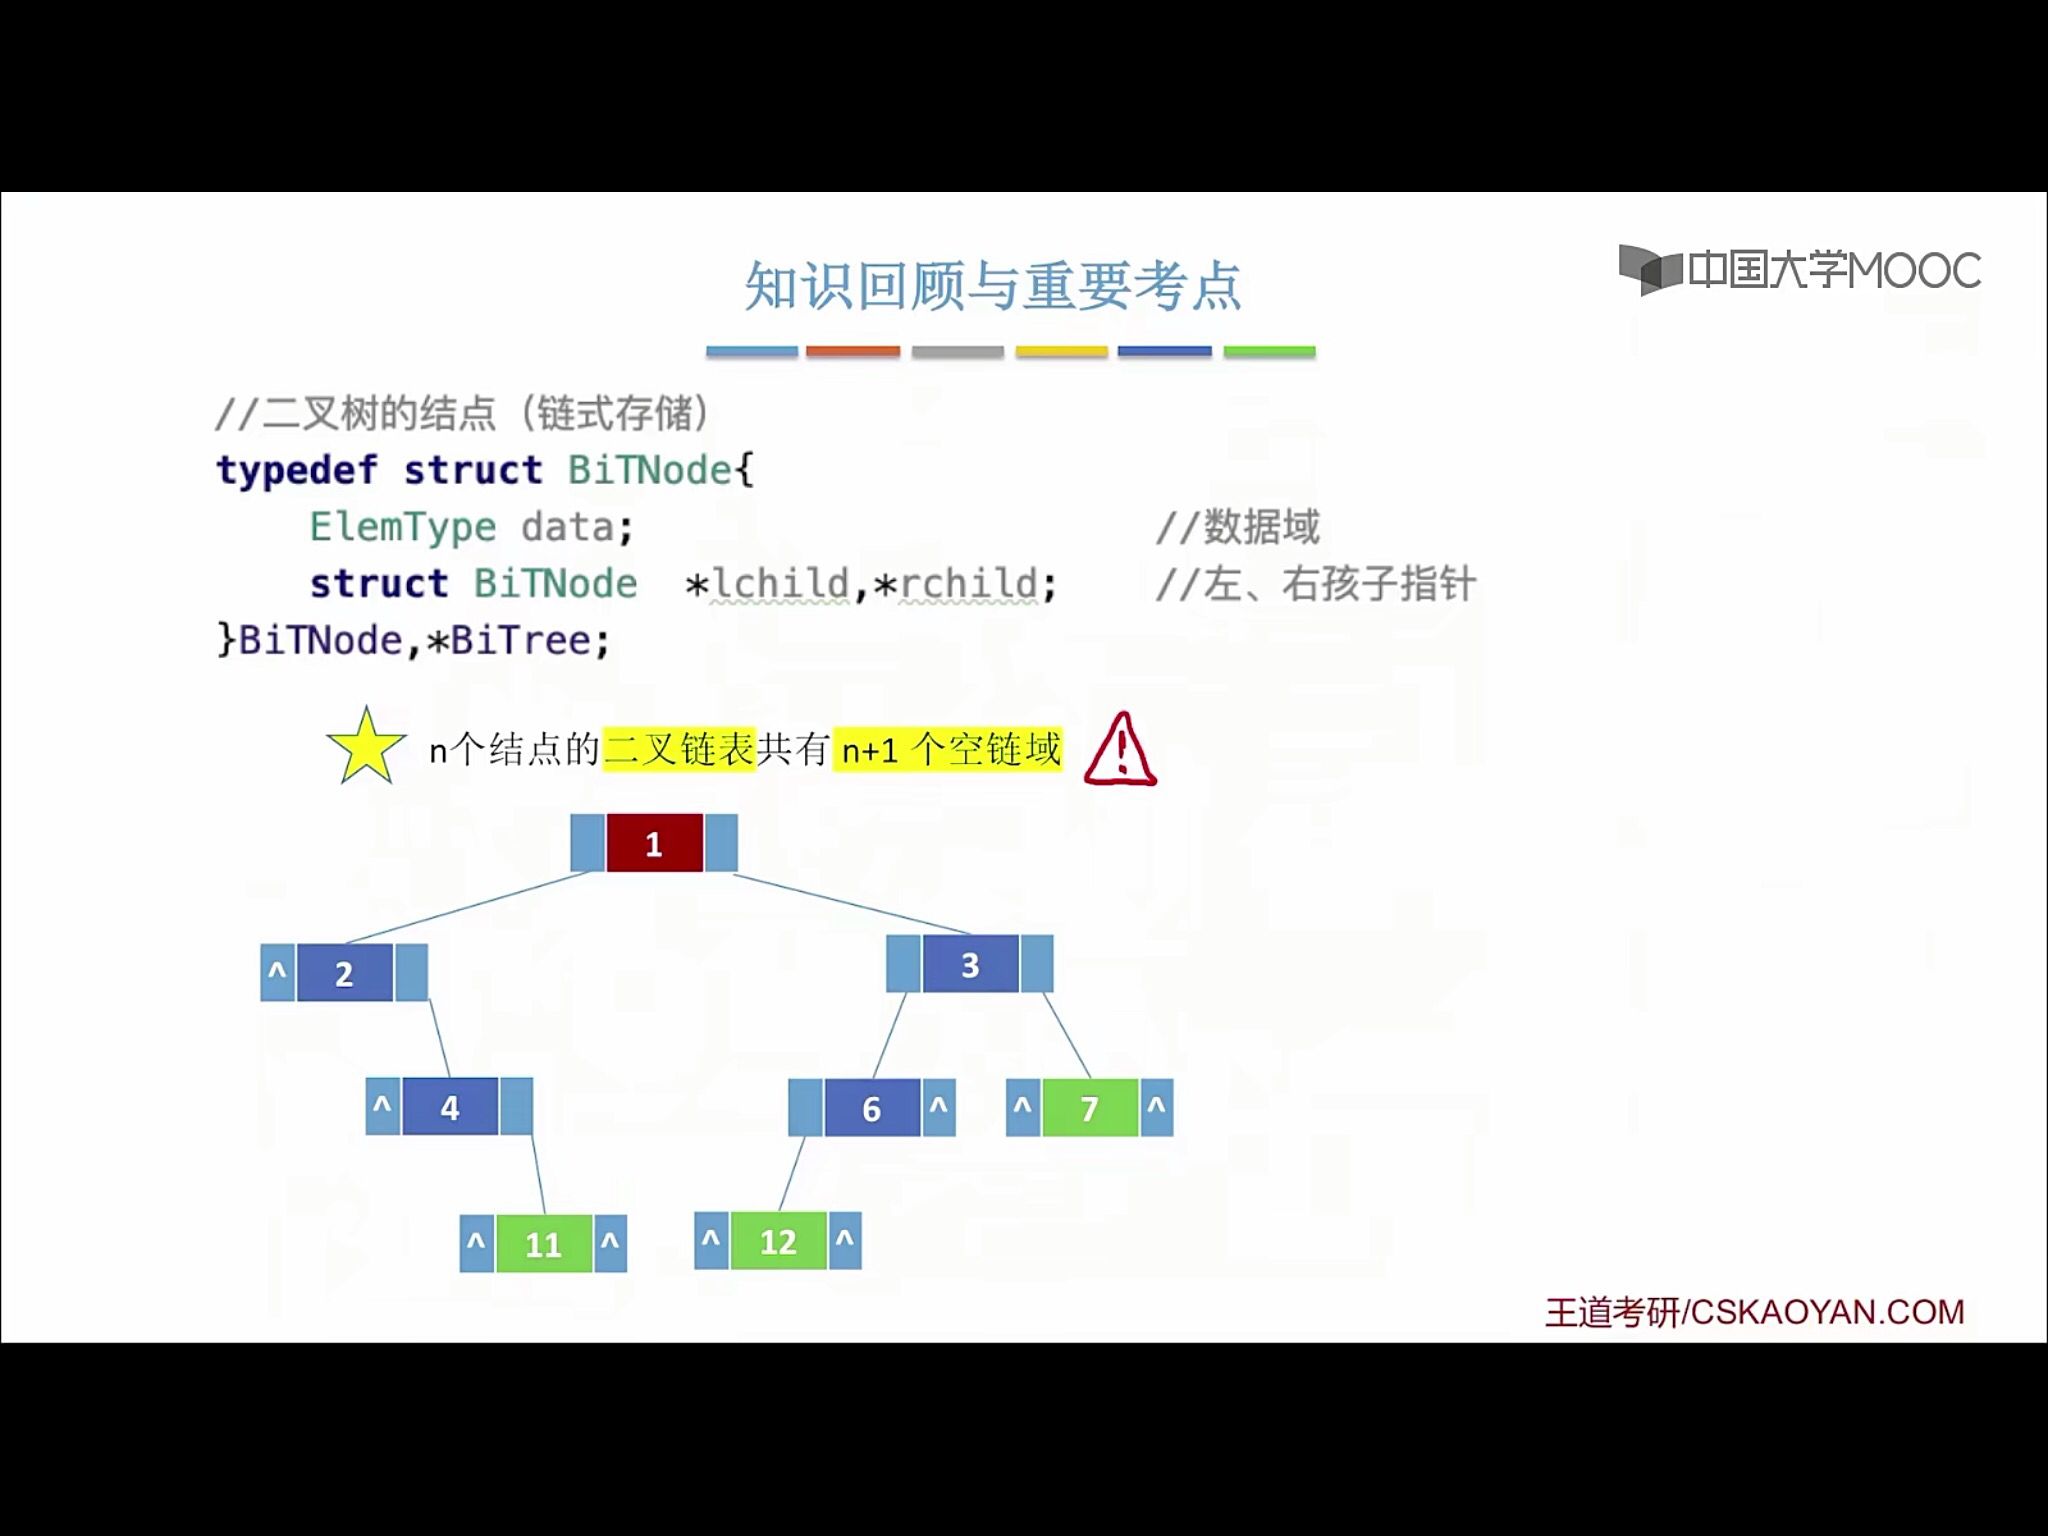 知识回顾与重要考点
中国大学MOOC
//二叉树的结点（链式存储）
typedef struct BiTNode{
ElemType data; //数据域
struct BiTNode *lchild,*rchild; //左、右孩子指针
}BiTNode,*BiTree;
n个结点的二叉链表共有 n+1 个空链域 !
1
^ 2
3
^ 4
6 ^
^ 7 ^
^ 11 ^
^ 12 ^
王道考研/CSKAOYAN.COM